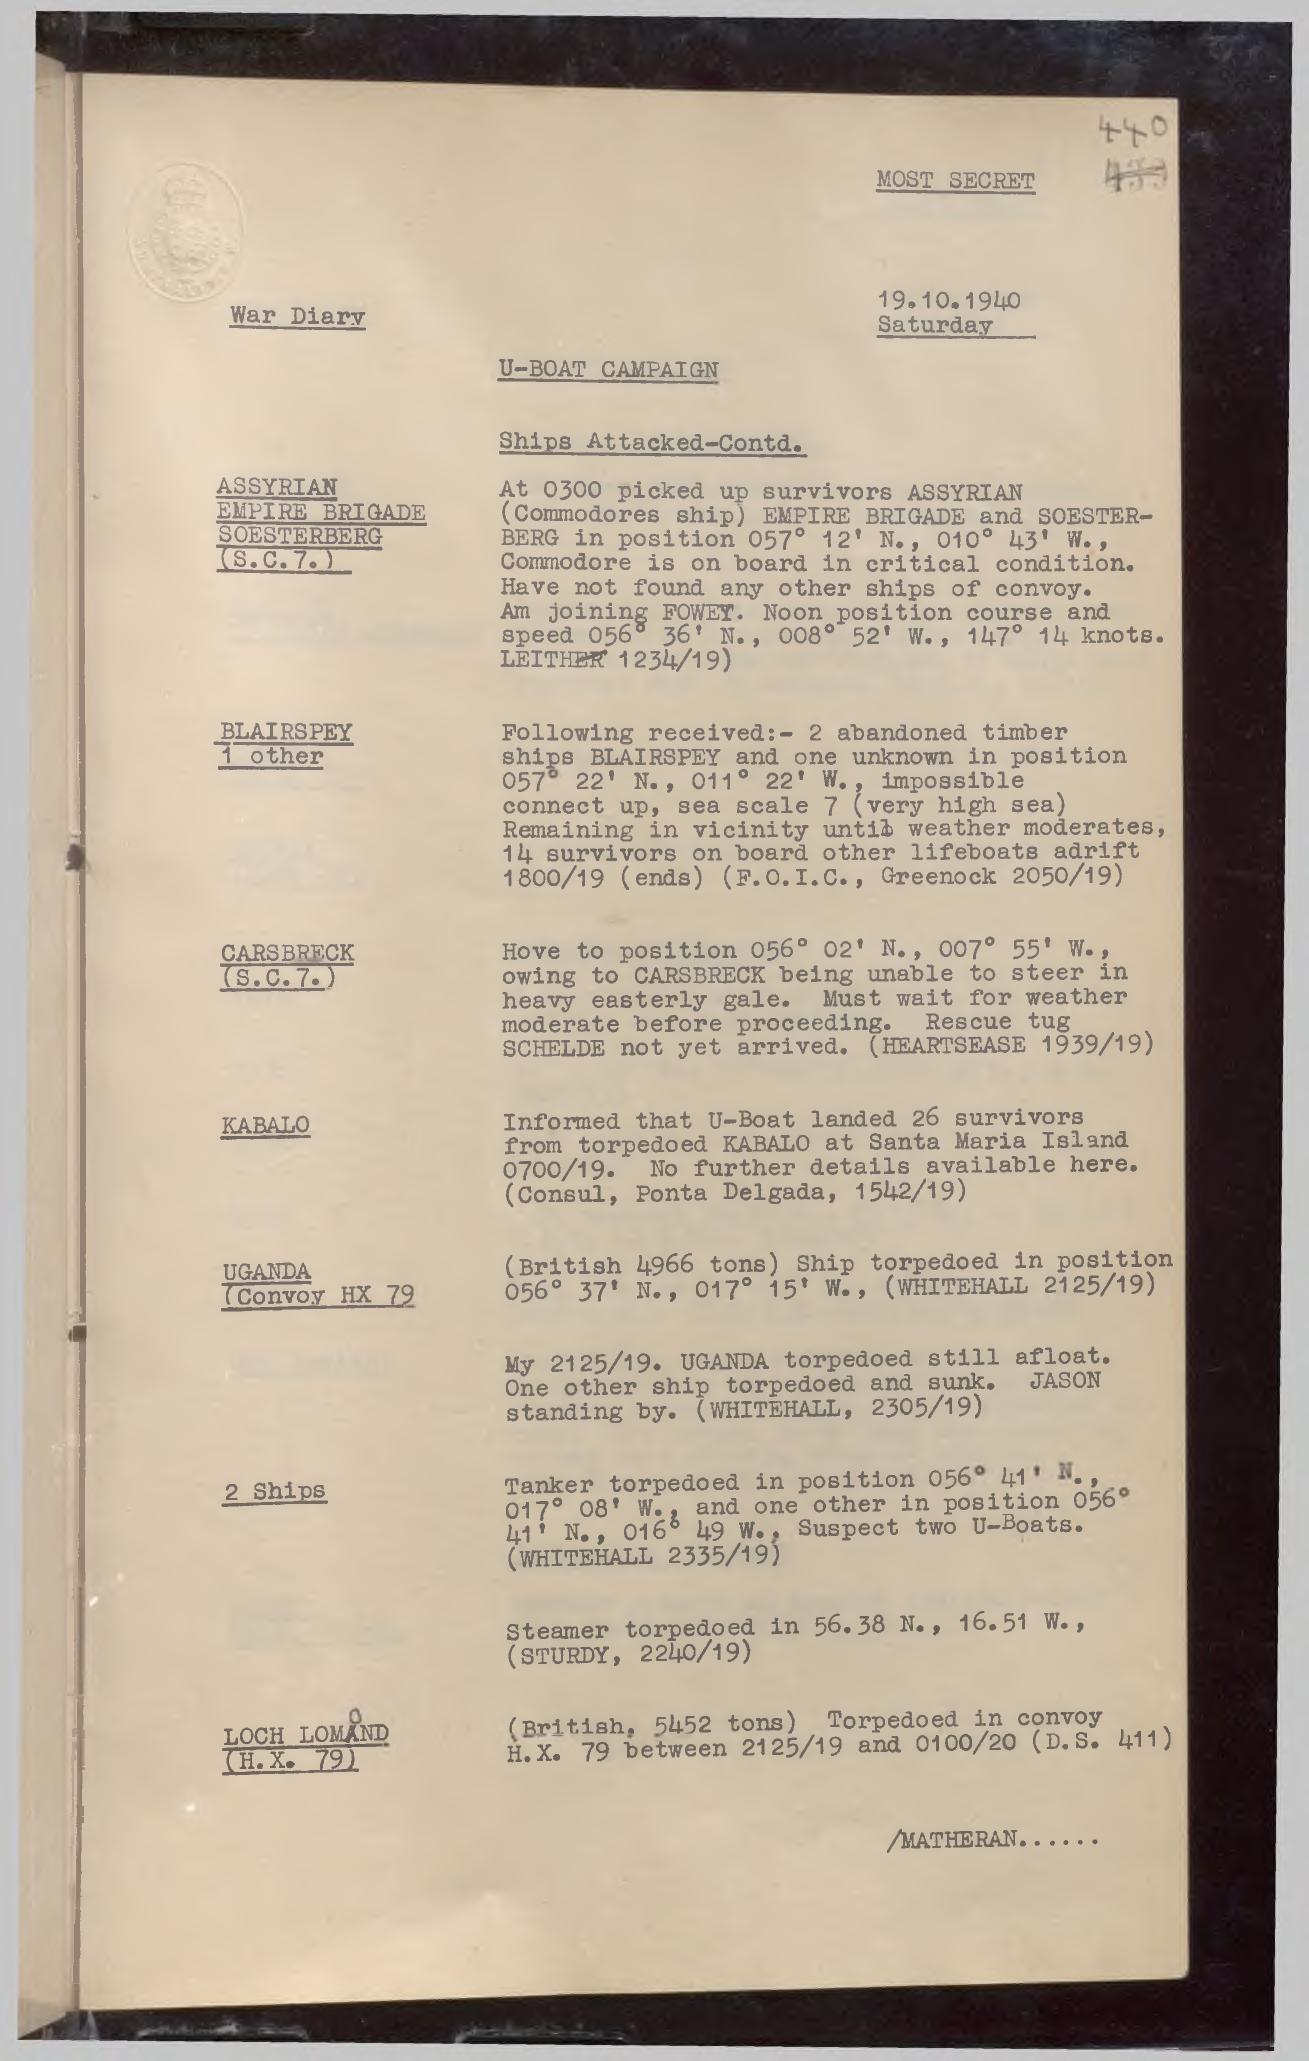 440
433
MOST SECRET
War Diary
19.10.1940
Saturday
U-BOAT CAMPAIGN
Ships Attacked-Contd.
ASSYRIAN
EMPIRE BRIGADE
SOESTERBERG
(S.C.7.)
At 0300 picked up survivors ASSYRIAN
(Commodores ship) EMPIRE BRIGADE and SOESTER-
BERG in position 057° 12' N., 010° 43' W.,
Commodore is on board in critical condition.
Have not found any other ships of convoy.
Am joining FOWEY. Noon position course and
speed 056° 36' N., 008° 52' W., 147° 14 knots.
LEITHER 1234/19)
BLAIRSPEY
1 other
Following received:- 2 abandoned timber
ships BLAIRSPEY and one unknown in position
057° 22' N., 011° 22' W., impossible
connect up, sea scale 7 (very high sea)
Remaining in vicinity until weather moderates,
14 survivors on board other lifeboats adrift
1800/19 (ends) (F.O.I.C., Greenock 2050/19)
CARSBRECK
(S.C.7.)
Hove to position 056° 02' N., 007° 55' W.,
owing to CARSBRECK being unable to steer in
heavy easterly gale. Must wait for weather
moderate before proceeding. Rescue tug
SCHELDE not yet arrived. (HEARTSEASE 1939/19)
KABALO
Informed that U-Boat landed 26 survivors
from torpedoed KABALO at Santa Maria Island
0700/19. No further details available here.
(Consul, Ponta Delgada, 1542/19)
UGANDA
(Convoy HX 79
(British 4966 tons) Ship torpedoed in position
056° 37' N., 017° 15' W., (WHITEHALL 2125/19)
My 2125/19. UGANDA torpedoed still afloat.
One other ship torpedoed and sunk. JASON
standing by. (WHITEHALL, 2305/19)
2 Ships
Tanker torpedoed in position 056° 41' N.,
017° 08' W., and one other in position 056°
41' N., 016° 49 W., Suspect two U-Boats.
(WHITEHALL 2335/19)
Steamer torpedoed in 56.38 N., 16.51 W.,
(STURDY, 2240/19)
LOCH LOMOND
(H.X. 79)
(British, 5452 tons) Torpedoed in convoy
H.X. 79 between 2125/19 and 0100/20 (D.S. 411)
/MATHERAN......